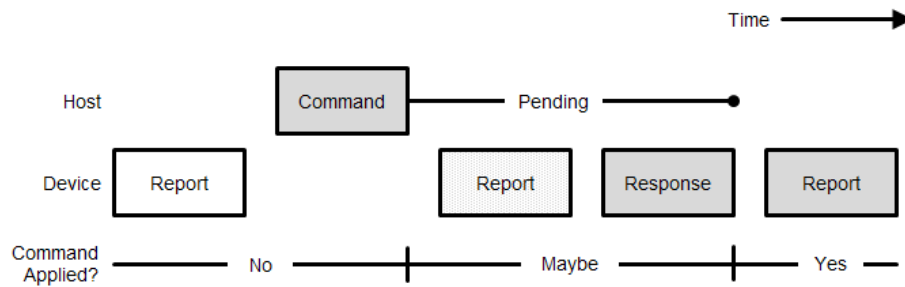 Time
Host
Command
Pending
Device
Report
Report
Response
Report
Command
Applied?
No
Maybe
Yes